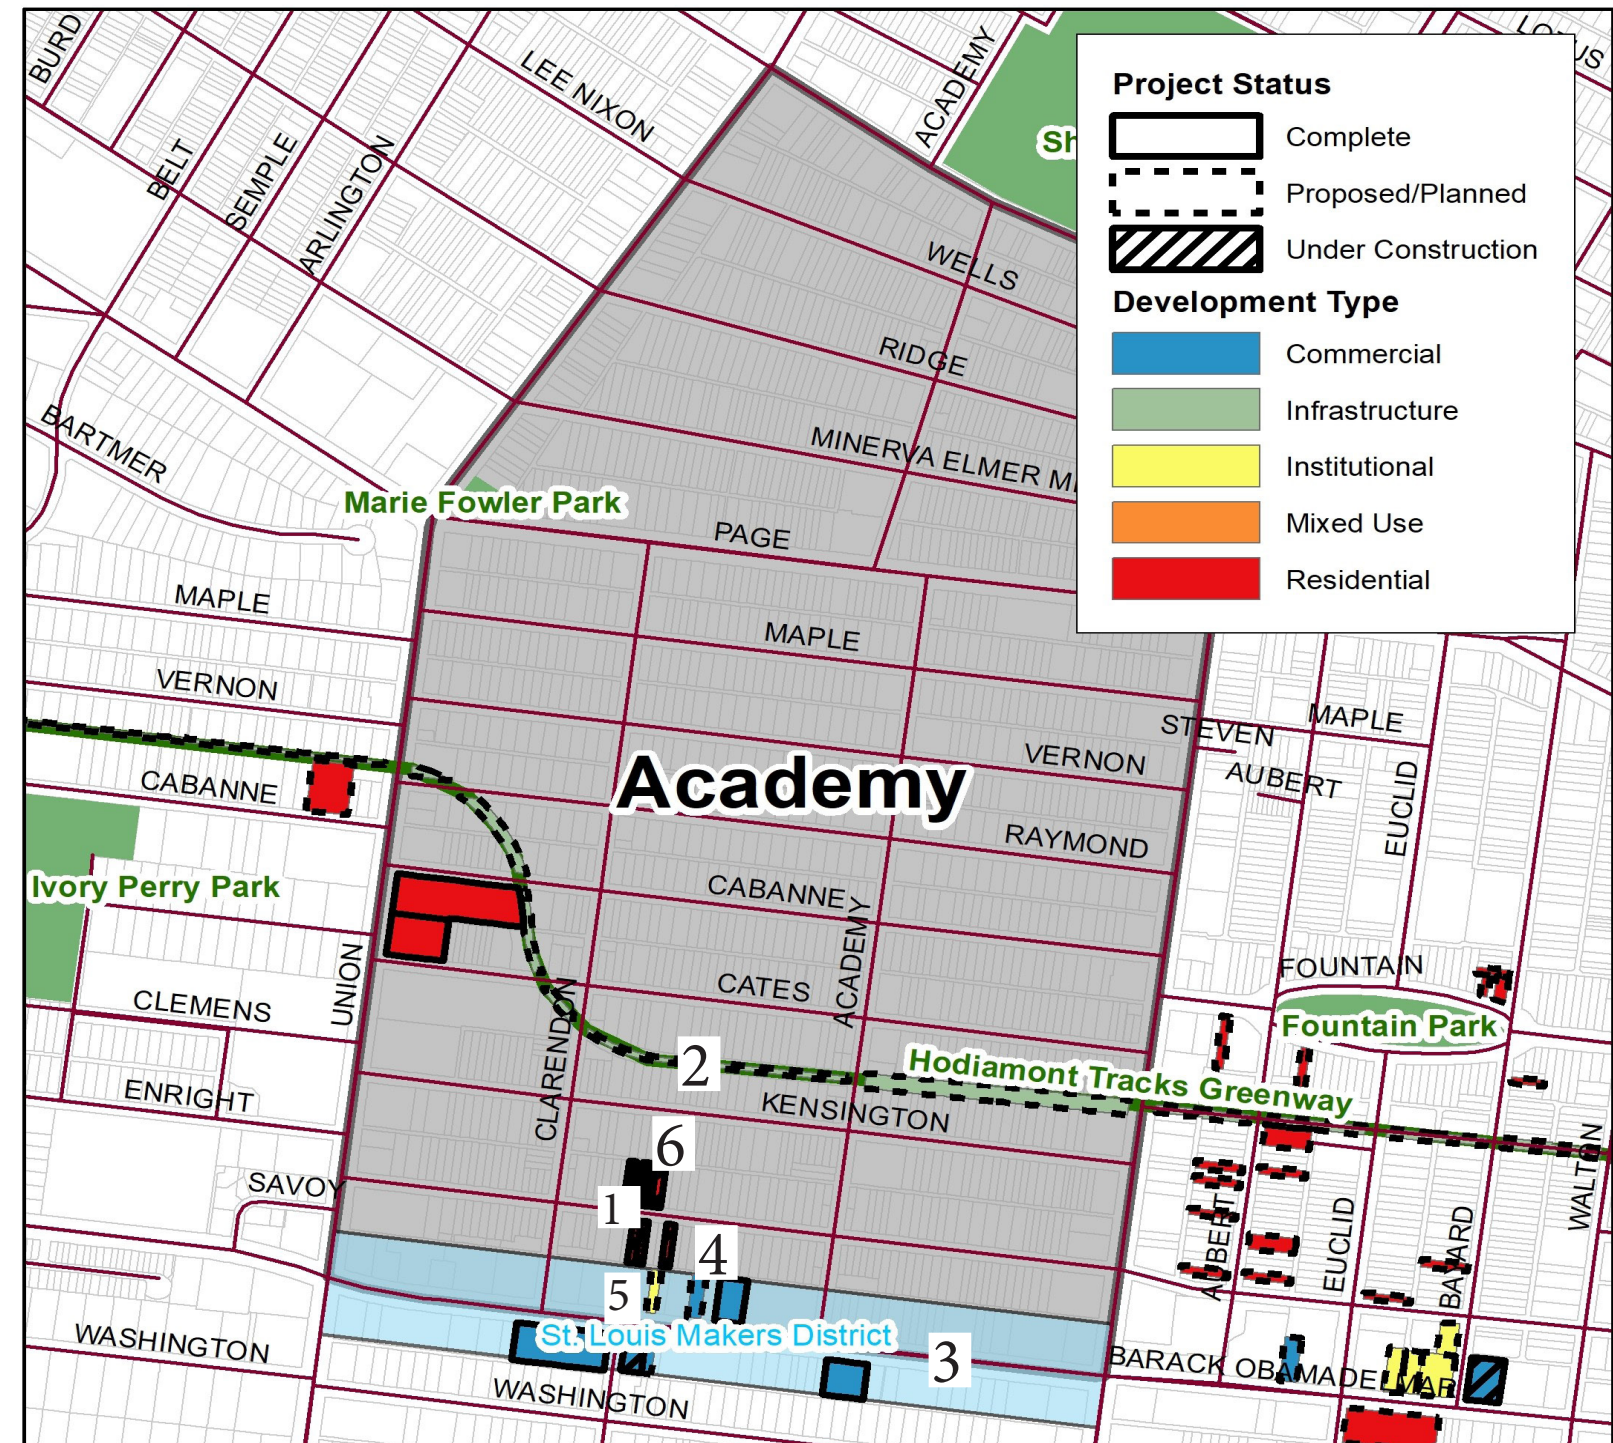 BURD
LEE NIXON
ACADEMY
BELT
SEMPLE
ARLINGTON
Sh
WELLS
RIDGE
BARTMER
MINERVA ELMER MI
Marie Fowler Park
PAGE
MAPLE
MAPLE
VERNON
Project Status
Complete
Proposed/Planned
Under Construction
Development Type
Commercial
Infrastructure
Institutional
Mixed Use
Residential
STEVEN
MAPLE
VERNON
AUBERT
EUCLID
CABANNE
Academy
RAYMOND
Ivory Perry Park
CABANNE
ACADEMY
UNION
CLEMENS
CATES
FOUNTAIN
Fountain Park
CLARENDON
2
Hodiamont Tracks Greenway
ENRIGHT
KENSINGTON
6
SAVOY
1
4
5
AUBERT
EUCLID
BAYARD
WALTON
WASHINGTON
St. Louis Makers District
3
BARACK OBAMA
DELMAR
WASHINGTON